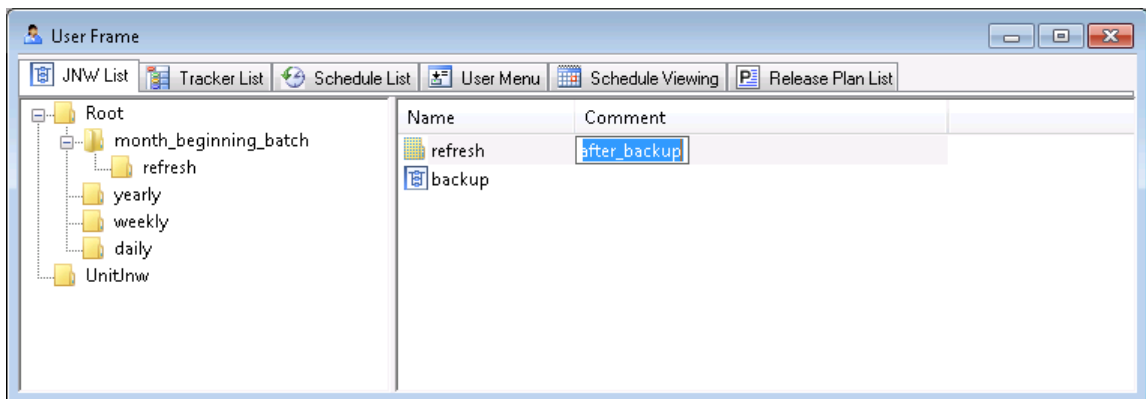 User Frame
JNW List Tracker List Schedule List User Menu Schedule Viewing Release Plan List
Root
month_beginning_batch
refresh
yearly
weekly
daily
UnitJnw
Name Comment
refresh after_backup
backup